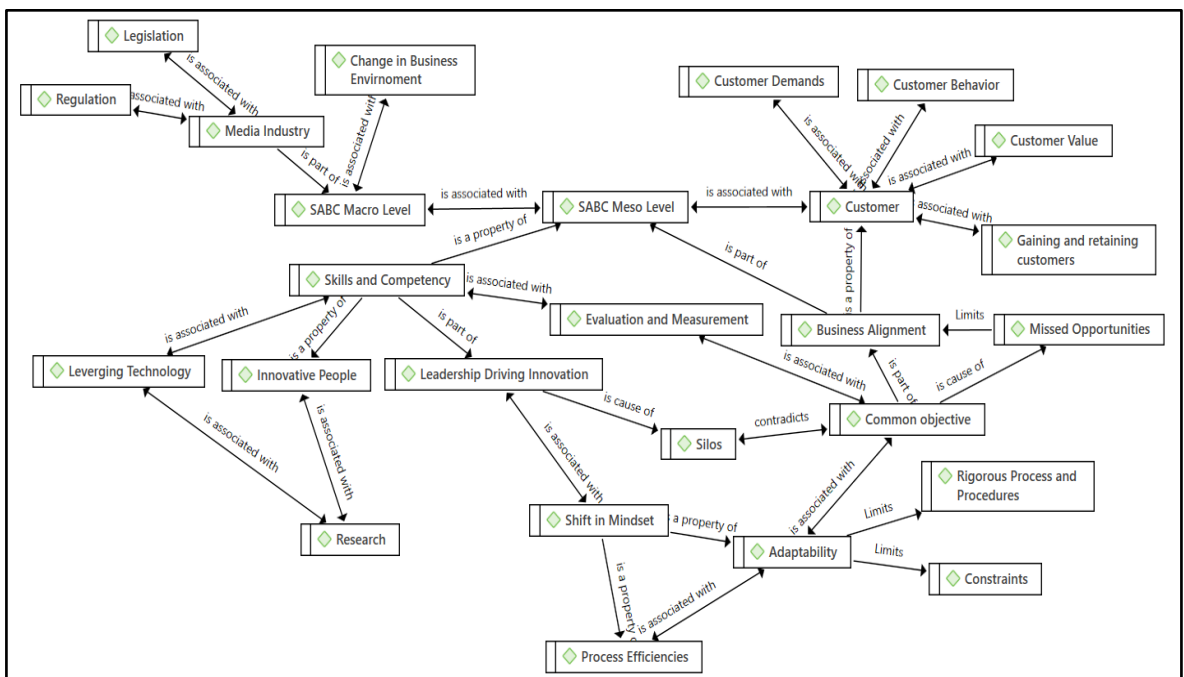 Legislation
is associated with
Change in Business
Envirnoment
Customer Demands
Customer Behavior
Regulation
associated with
Media Industry
is associated with
is associated with
associated with
Customer Value
is associated with
is part of
SABC Macro Level
is associated with
SABC Meso Level
is associated with
Customer
associated with
Gaining and retaining
customers
is a property of
is part of
is a property of
Skills and Competency
is associated with
Evaluation and Measurement
Business Alignment
Limits
Missed Opportunities
is associated with
is a property of
is part of
is associated with
is part of
is cause of
Leverging Technology
Innovative People
Leadership Driving Innovation
is cause of
Common objective
contradicts
Silos
is associated with
is associated with
is associated with
is associated with
Rigorous Process and
Procedures
Limits
Shift in Mindset
a property of
Research
Adaptability
Limits
Constraints
is a property
is associated with
Process Efficiencies